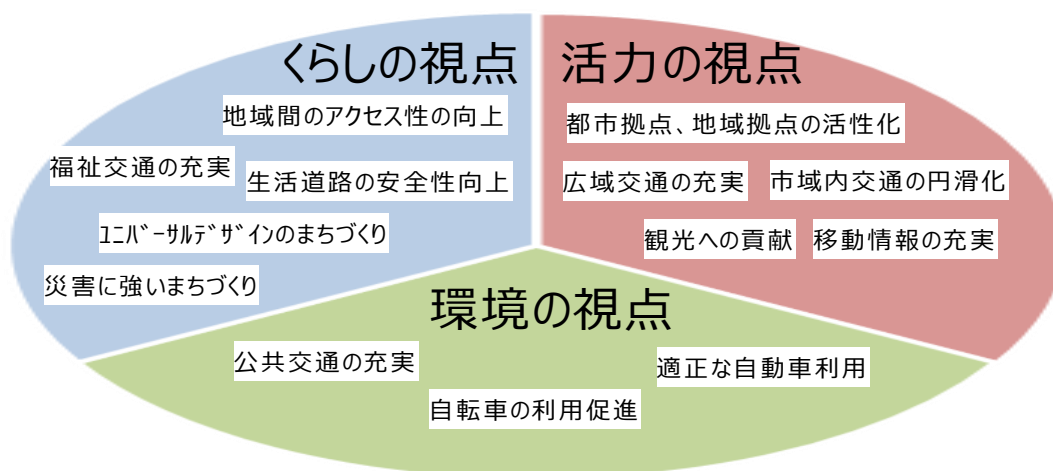 くらしの視点
地域間のアクセス性の向上
福祉交通の充実
生活道路の安全性向上
ﾕﾆﾊﾞｰｻﾙﾃﾞｻﾞｲﾝのまちづくり
災害に強いまちづくり
活力の視点
都市拠点、地域拠点の活性化
広域交通の充実
市域内交通の円滑化
観光への貢献
移動情報の充実
環境の視点
公共交通の充実
適正な自動車利用
自転車の利用促進